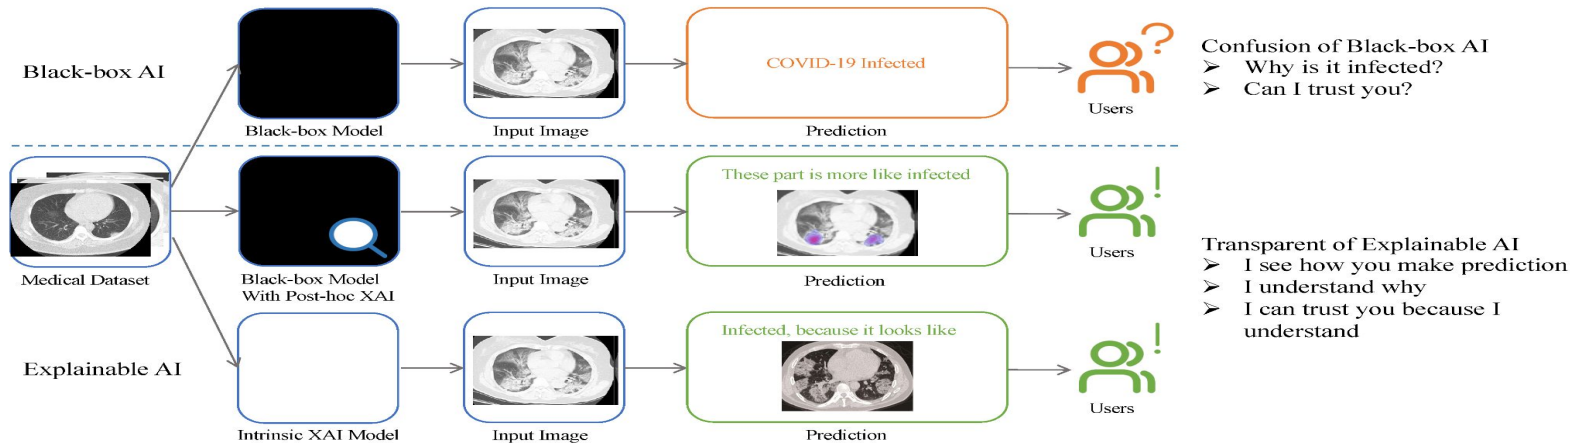 Black-box AI
Black-box Model
Input Image
COVID-19 Infected
Prediction
?
Users
Confusion of Black-box AI
➢ Why is it infected?
➢ Can I trust you?
Medical Dataset
Black-box Model
With Post-hoc XAI
Input Image
These part is more like infected
Prediction
!
Users
Transparent of Explainable AI
➢ I see how you make prediction
➢ I understand why
➢ I can trust you because I
understand
Explainable AI
Intrinsic XAI Model
Input Image
Infected, because it looks like
Prediction
!
Users